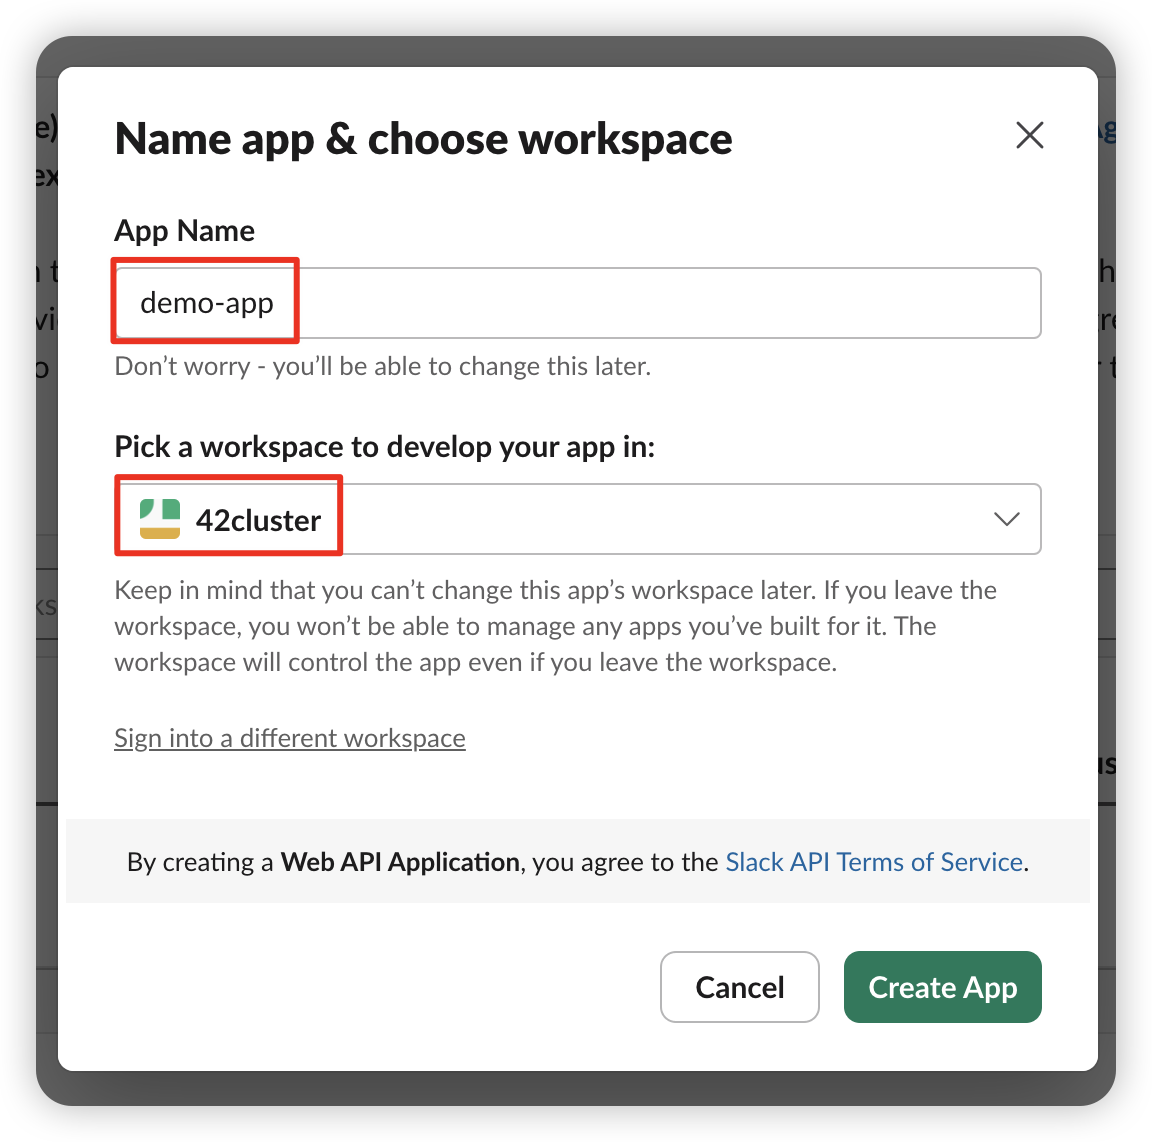 Name app & choose workspace
App Name
demo-app
Don’t worry - you’ll be able to change this later.
Pick a workspace to develop your app in:
42cluster
Keep in mind that you can’t change this app’s workspace later. If you leave the
workspace, you won’t be able to manage any apps you’ve built for it. The
workspace will control the app even if you leave the workspace.
Sign into a different workspace
By creating a Web API Application, you agree to the Slack API Terms of Service.
Cancel
Create App